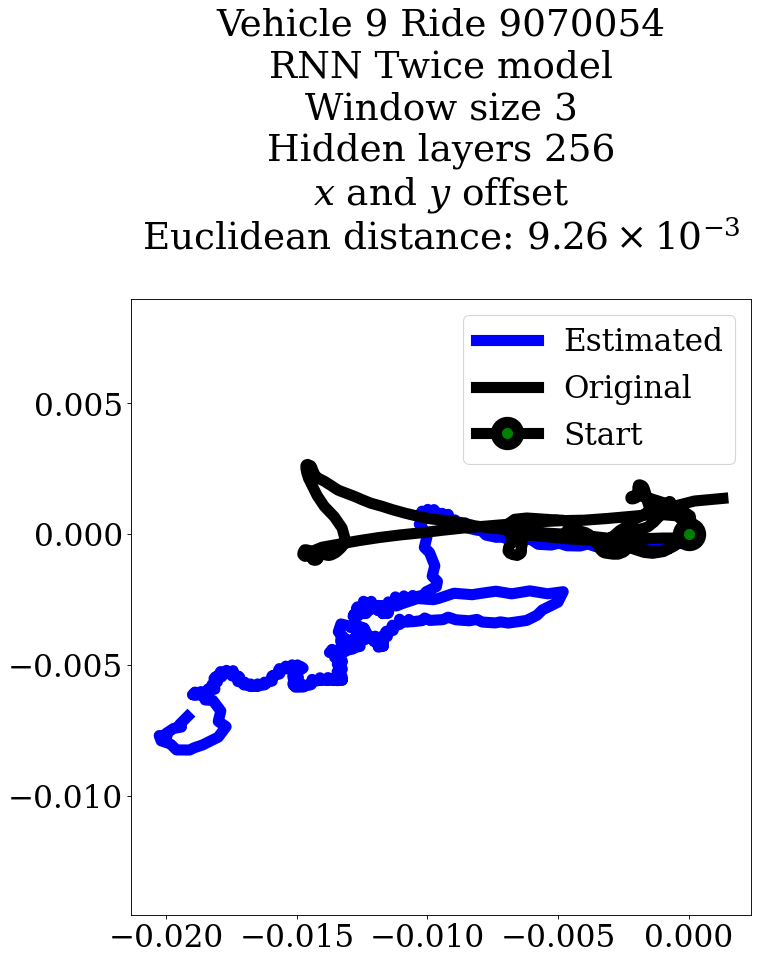 Vehicle 9 Ride 9070054
RNN Twice model
Window size 3
Hidden layers 256
x and y offset
Euclidean distance: 9.26 × 10⁻³
Estimated
Original
Start
0.005
0.000
−0.005
−0.010
−0.020 −0.015 −0.010 −0.005 0.000